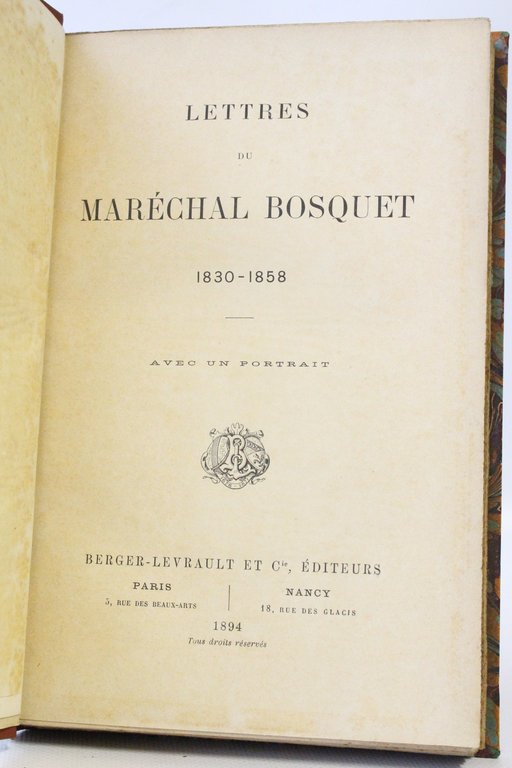 LETTRES
DU
MARÉCHAL BOSQUET
1830-1858
AVEC UN PORTRAIT
BERGER-LEVRAULT ET Cie, ÉDITEURS
PARIS
5, RUE DES BEAUX-ARTS
NANCY
18, RUE DES GLACIS
1894
Tous droits réservés